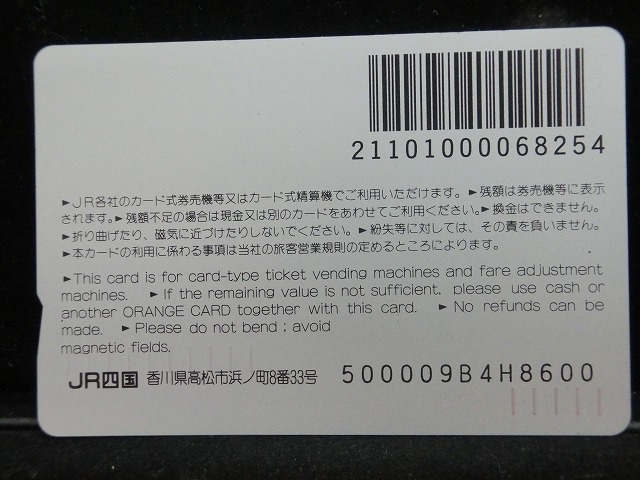 21101000068254
▶JR各社のカード式券売機等又はカード式精算機でご利用いただけます。▶残額は券売機等に表示
されます。▶残額不足の場合は現金又は別のカードをあわせてご利用ください。▶換金はできません。
▶折り曲げたり、磁気に近づけたりしないでください。▶紛失等に対しては、その責を負いません。
▶本カードの利用に係わる事項は当社の旅客営業規則の定めるところによります。
▶This card is for card-type ticket vending machines and fare adjustment
machines. ▶If the remaining value is not sufficient, please use cash or
another ORANGE CARD together with this card. ▶No refunds can be
made. ▶Please do not bend; avoid
magnetic fields.
JR四国 香川県高松市浜ノ町8番33号 500009B4H8600